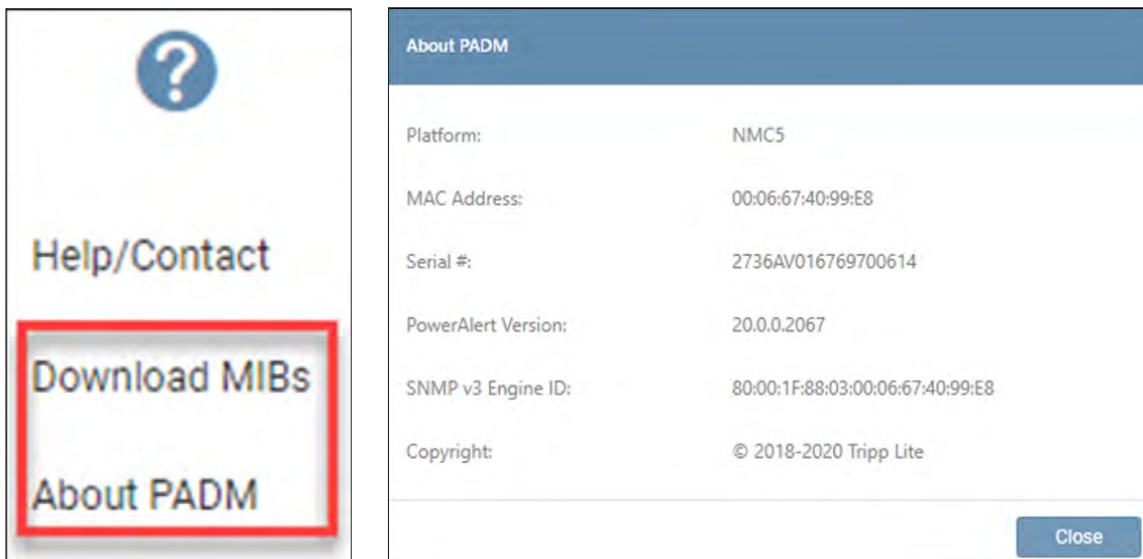 ?
Help/Contact
Download MIBs
About PADM
About PADM
Platform: NMC5
MAC Address: 00:06:67:40:99:E8
Serial #: 2736AV016769700614
PowerAlert Version: 20.0.0.2067
SNMP v3 Engine ID: 80:00:1F:88:03:00:06:67:40:99:E8
Copyright: © 2018-2020 Tripp Lite
Close